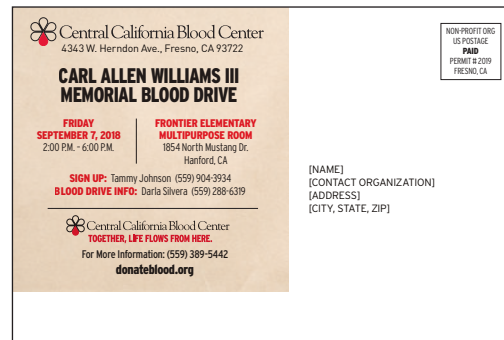 Central California Blood Center
4343 W. Herndon Ave., Fresno, CA 93722
CARL ALLEN WILLIAMS III
MEMORIAL BLOOD DRIVE
FRIDAY
SEPTEMBER 7, 2018
2:00 P.M. - 6:00 P.M.
FRONTIER ELEMENTARY
MULTIPURPOSE ROOM
1854 North Mustang Dr.
Hanford, CA
SIGN UP: Tammy Johnson (559) 904-3934
BLOOD DRIVE INFO: Darla Silvera (559) 288-6319
Central California Blood Center
TOGETHER, LIFE FLOWS FROM HERE.
For More Information: (559) 389-5442
donateblood.org
NON-PROFIT ORG
US POSTAGE
PAID
PERMIT # 2019
FRESNO, CA
[NAME]
[CONTACT ORGANIZATION]
[ADDRESS]
[CITY, STATE, ZIP]